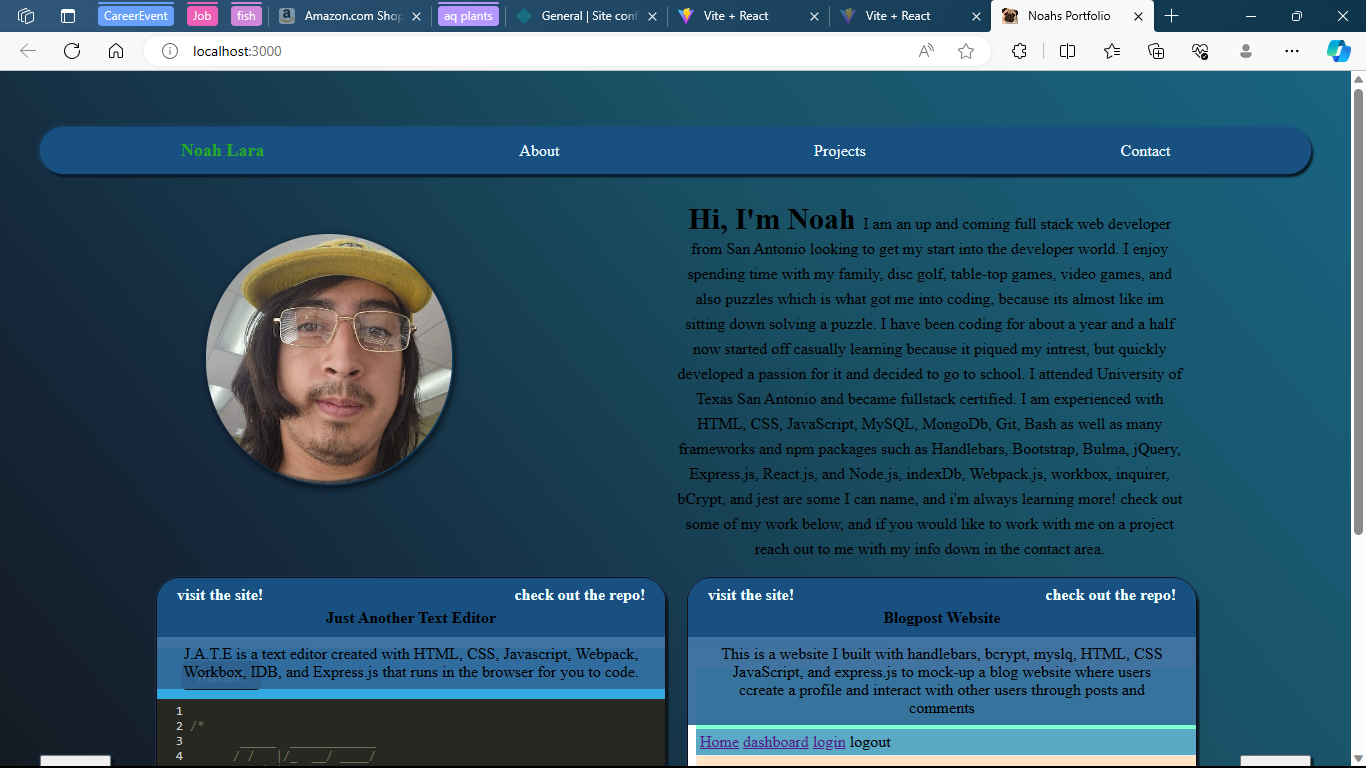 CareerEvent
Job
fish
Amazon.com Shop
aq plants
General | Site conf
Vite + React
Vite + React
Noahs Portfolio
localhost:3000
Noah Lara
About
Projects
Contact
Hi, I'm Noah I am an up and coming full stack web developer
from San Antonio looking to get my start into the developer world. I enjoy
spending time with my family, disc golf, table-top games, video games, and
also puzzles which is what got me into coding, because its almost like im
sitting down solving a puzzle. I have been coding for about a year and a half
now started off casually learning because it piqued my intrest, but quickly
developed a passion for it and decided to go to school. I attended University of
Texas San Antonio and became fullstack certified. I am experienced with
HTML, CSS, JavaScript, MySQL, MongoDb, Git, Bash as well as many
frameworks and npm packages such as Handlebars, Bootstrap, Bulma, jQuery,
Express.js, React.js, and Node.js, indexDb, Webpack.js, workbox, inquirer,
bCrypt, and jest are some I can name, and i'm always learning more! check out
some of my work below, and if you would like to work with me on a project
reach out to me with my info down in the contact area.
visit the site!
check out the repo!
Just Another Text Editor
J.A.T.E is a text editor created with HTML, CSS, Javascript, Webpack,
Workbox, IDB, and Express.js that runs in the browser for you to code.
1
2 /*
3
4
visit the site!
check out the repo!
Blogpost Website
This is a website I built with handlebars, bcrypt, myslq, HTML, CSS
JavaScript, and express.js to mock-up a blog website where users
ccreate a profile and interact with other users through posts and
comments
Home dashboard login logout